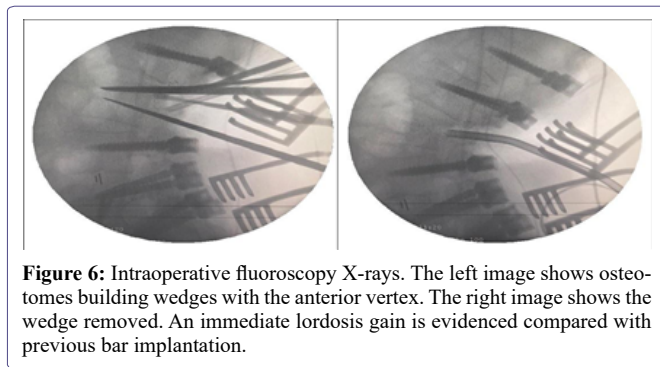 Figure 6: Intraoperative fluoroscopy X-rays. The left image shows osteo-
tomes building wedges with the anterior vertex. The right image shows the
wedge removed. An immediate lordosis gain is evidenced compared with
previous bar implantation.